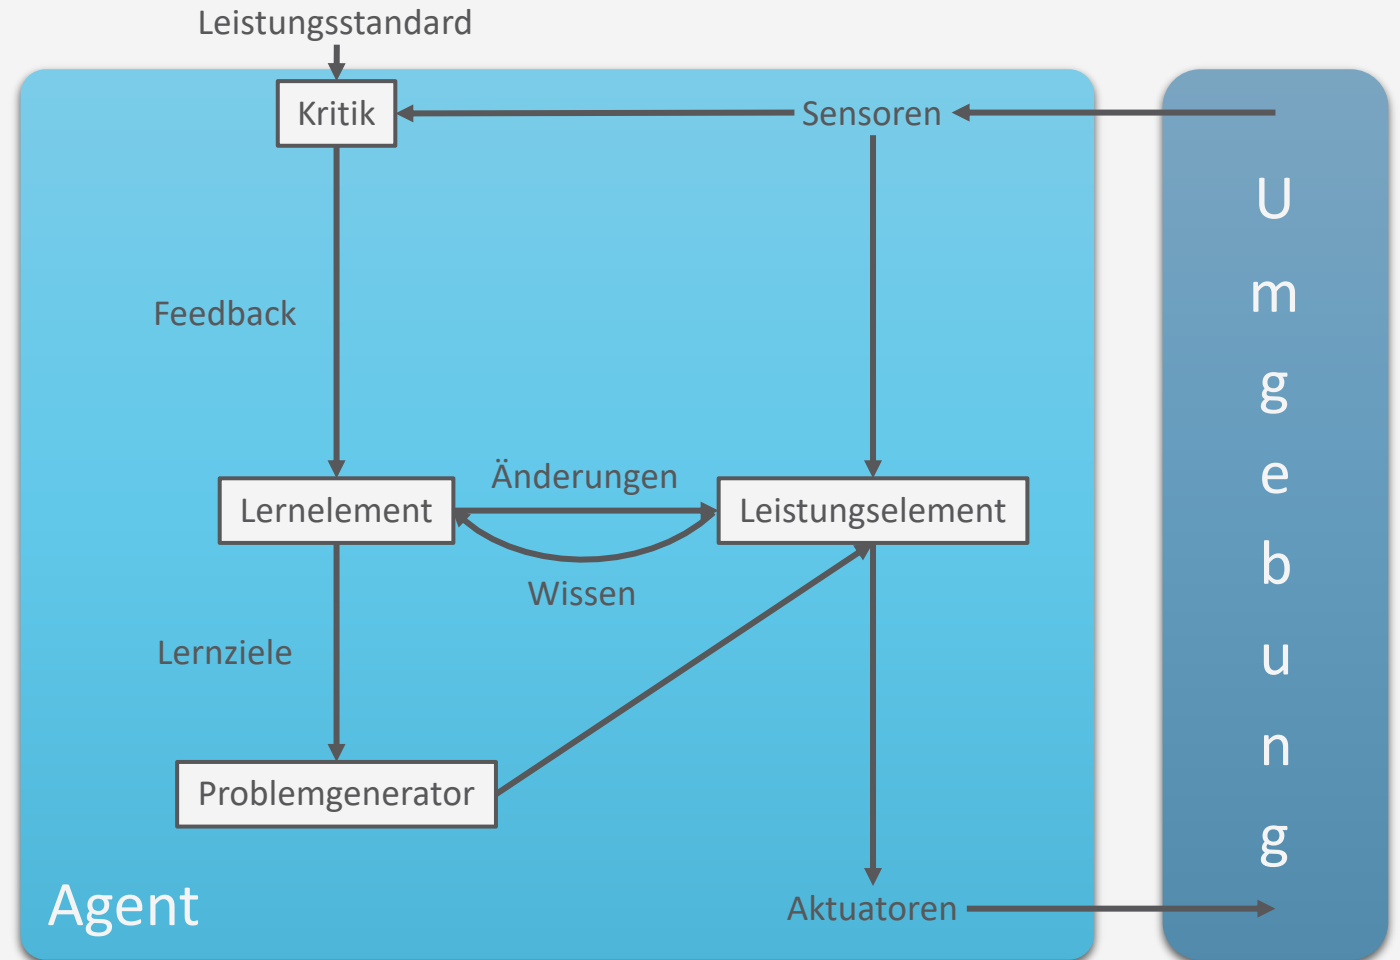 Leistungsstandard
Kritik
Sensoren
Feedback
Änderungen
Lernelement
Leistungselement
Wissen
Lernziele
Problemgenerator
Agent
Aktuatoren
U
m
g
e
b
u
n
g